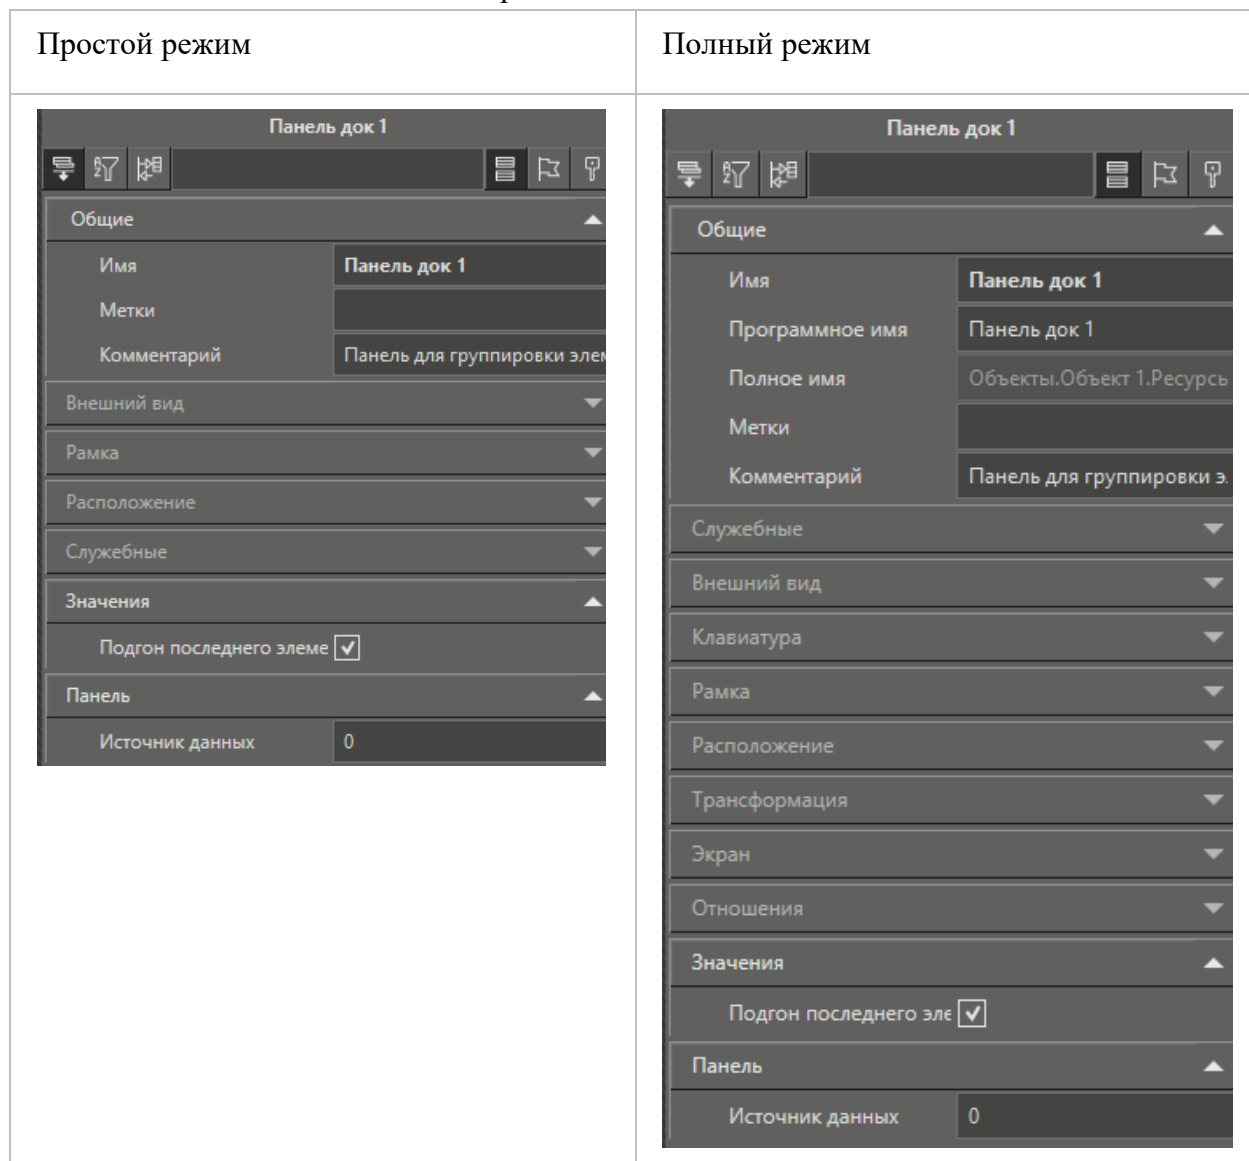 Простой режим
Полный режим
Панель док 1
Общие
Имя
Панель док 1
Метки
Комментарий
Панель для группировки
Внешний вид
Рамка
Расположение
Служебные
Значения
Подгон последнего элеме
Панель
Источник данных
0
Панель док 1
Общие
Имя
Панель док 1
Программное имя
Панель док 1
Полное имя
Объекты.Объект 1.Ресурсы
Метки
Комментарий
Панель для группировки э.
Служебные
Внешний вид
Клавиатура
Рамка
Расположение
Трансформация
Экран
Отношения
Значения
Подгон последнего эле
Панель
Источник данных
0